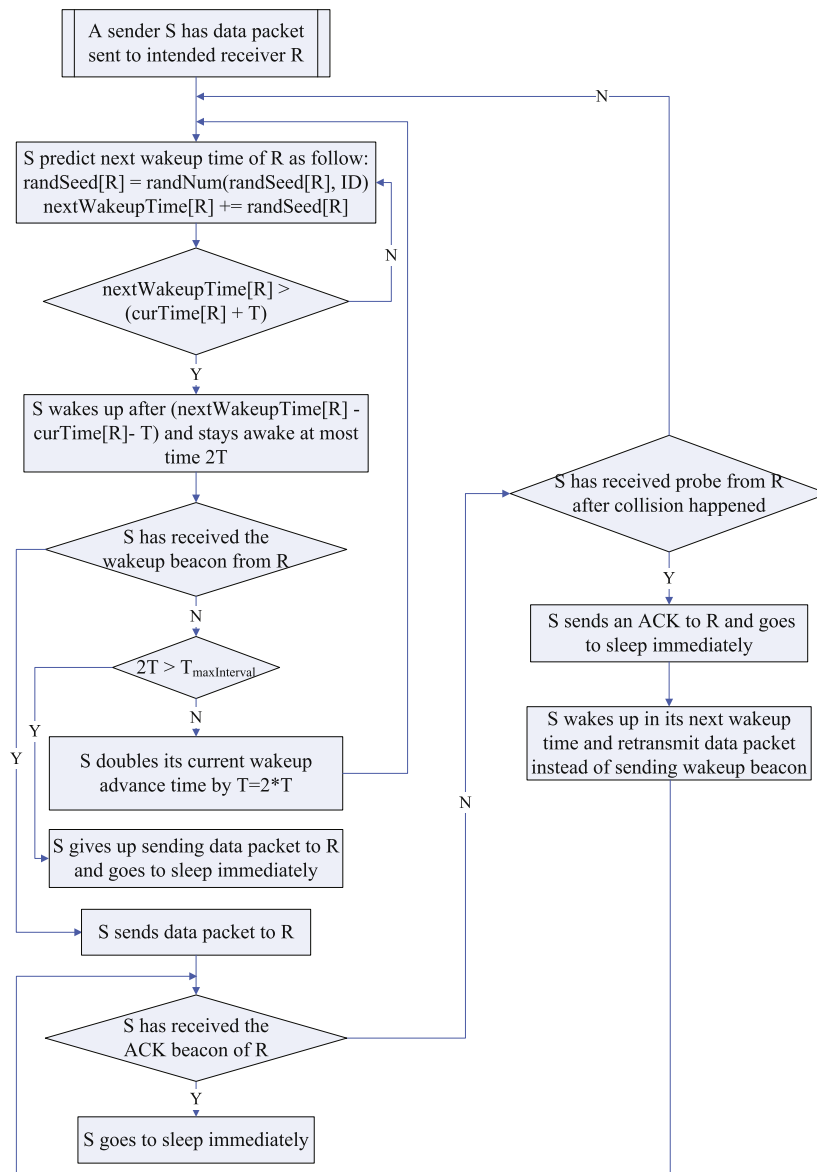 A sender S has data packet
sent to intended receiver R
N
S predict next wakeup time of R as follow:
randSeed[R] = randNum(randSeed[R], ID)
nextWakeupTime[R] += randSeed[R]
N
nextWakeupTime[R] >
(curTime[R] + T)
Y
S wakes up after (nextWakeupTime[R] -
curTime[R]- T) and stays awake at most
time 2T
S has received the
wakeup beacon from R
N
2T > TmaxInterval
N
Y
Y
S doubles its current wakeup
advance time by T=2*T
S gives up sending data packet to R
and goes to sleep immediately
S sends data packet to R
S has received the
ACK beacon of R
Y
S goes to sleep immediately
N
S has received probe from R
after collision happened
Y
S sends an ACK to R and goes
to sleep immediately
S wakes up in its next wakeup
time and retransmit data packet
instead of sending wakeup beacon